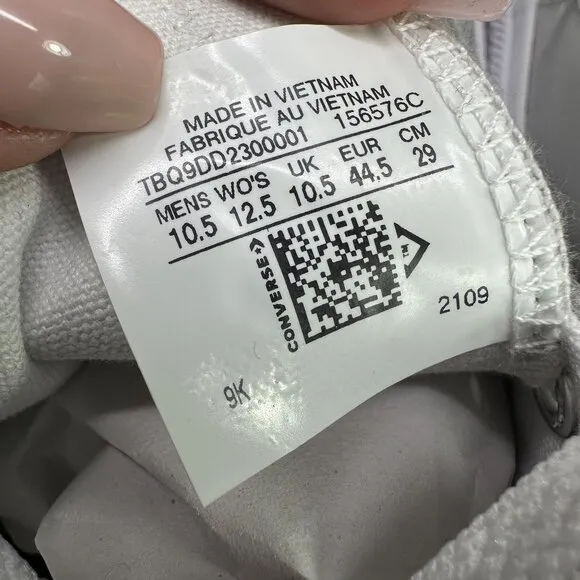 MADE IN VIETNAM
FABRIQUE AU VIETNAM
TBQ9DD2300001 156576C
MENS WO'S UK EUR CM
10.5 12.5 10.5 44.5 29
CONVERSE
2109
9K